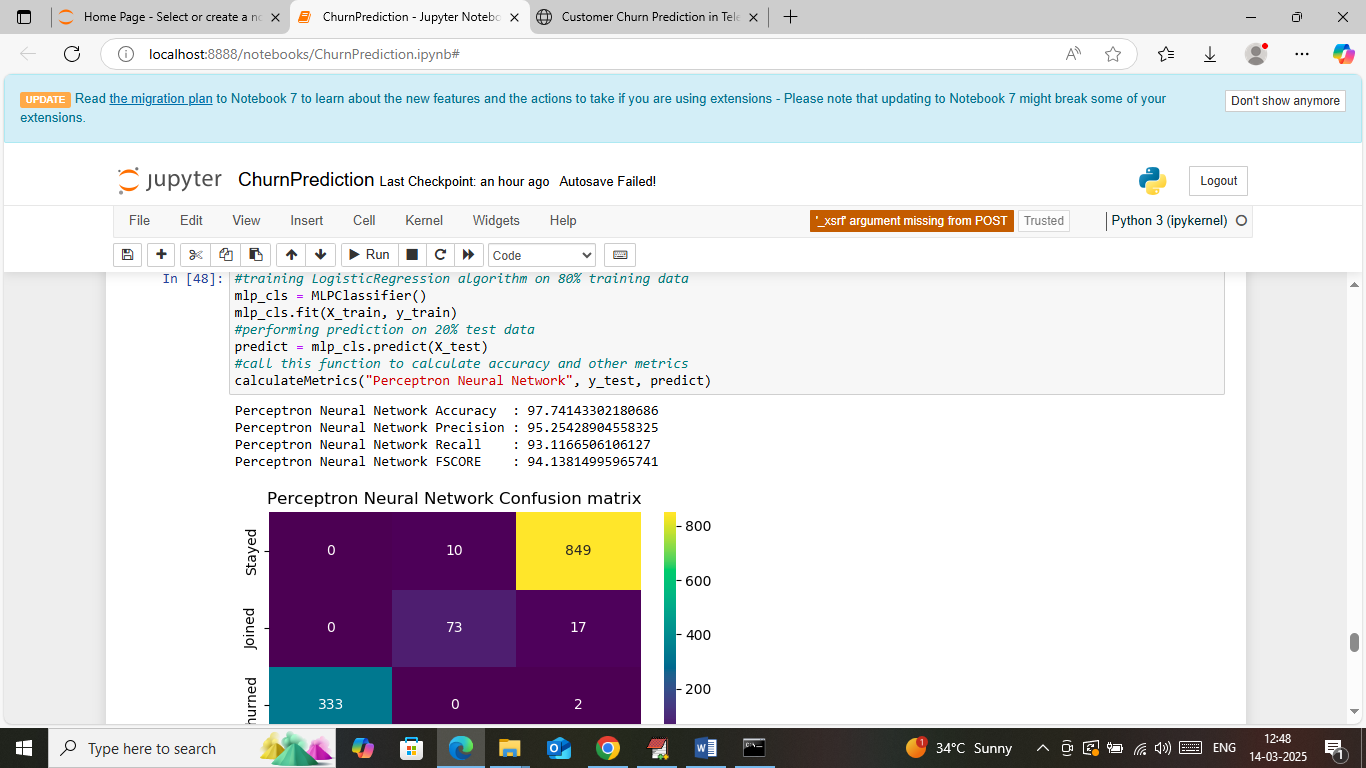 Home Page - Select or create a no
ChurnPrediction - Jupyter Notebo
Customer Churn Prediction in Tele
localhost:8888/notebooks/ChurnPrediction.ipynb#
UPDATE Read the migration plan to Notebook 7 to learn about the new features and the actions to take if you are using extensions - Please note that updating to Notebook 7 might break some of your
extensions.
Don't show anymore
jupyter ChurnPrediction Last Checkpoint: an hour ago Autosave Failed!
Logout
File Edit View Insert Cell Kernel Widgets Help
'_xsrf' argument missing from POST
Trusted
Python 3 (ipykernel)
Run
Code
In [48]: #training LogisticRegression algorithm on 80% training data
mlp_cls = MLPClassifier()
mlp_cls.fit(X_train, y_train)
#performing prediction on 20% test data
predict = mlp_cls.predict(X_test)
#call this function to calculate accuracy and other metrics
calculateMetrics("Perceptron Neural Network", y_test, predict)
Perceptron Neural Network Accuracy : 97.74143302180686
Perceptron Neural Network Precision : 95.25428904558325
Perceptron Neural Network Recall : 93.1166506106127
Perceptron Neural Network FSCORE : 94.13814995965741
Perceptron Neural Network Confusion matrix
Stayed 0 10 849
Joined 0 73 17
hurned 333 0 2
800
600
400
200
Type here to search
34°C Sunny
ENG
12:48
14-03-2025
1